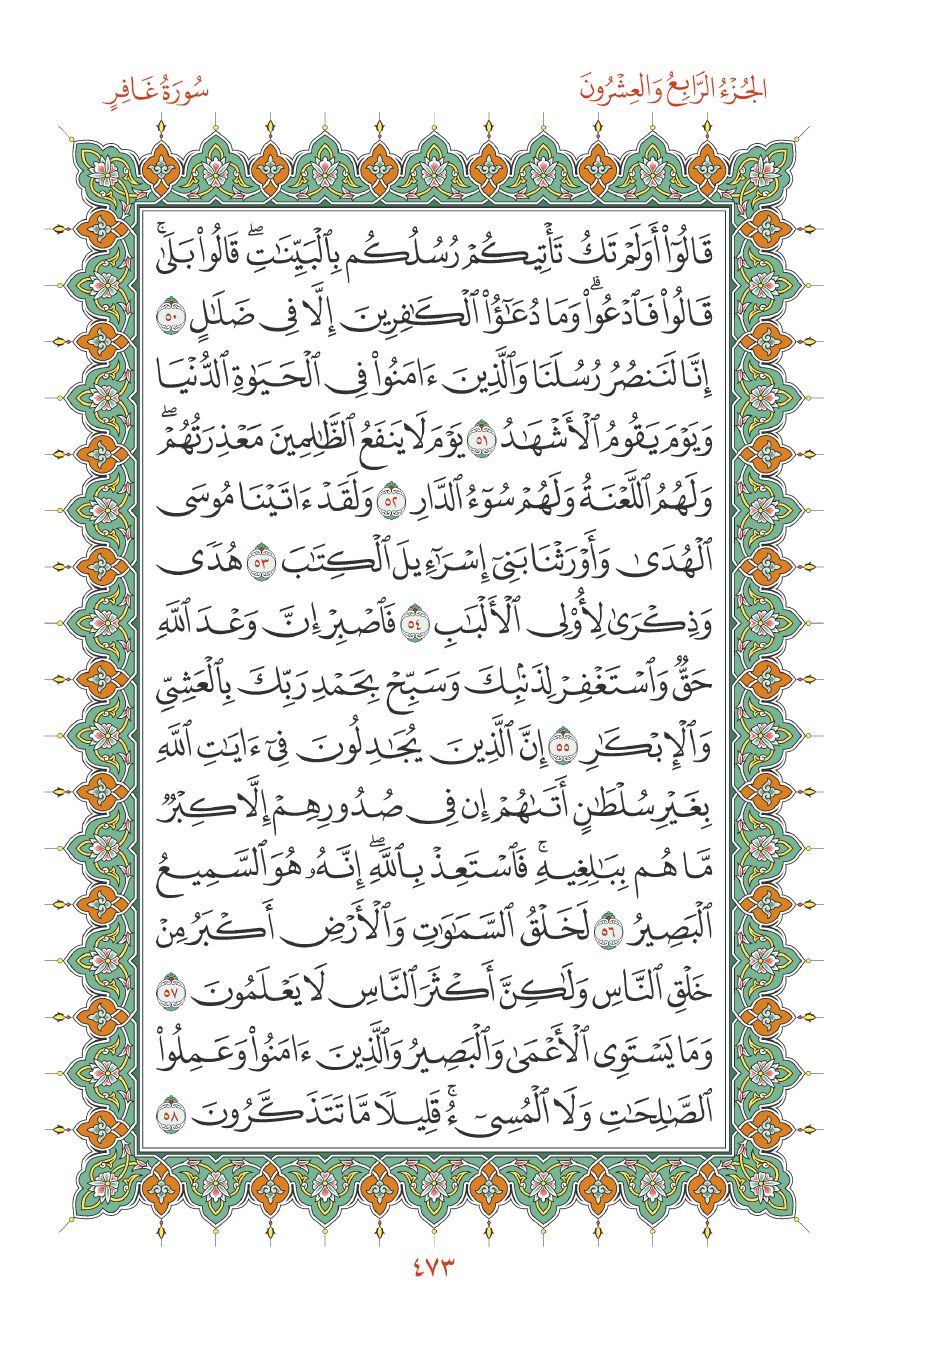 الجُزْءُ الرَّابِعُ وَالعِشْرُونَ
سُورَةُ غَافِرٍ
قَالُوٓاْ أَوَلَمْ تَكُ تَأْتِيكُمْ رُسُلُكُم بِٱلْبَيِّنَٰتِۖ قَالُواْ بَلَىٰۚ
قَالُواْ فَٱدْعُواْۗ وَمَا دُعَٰٓؤُاْ ٱلْكَٰفِرِينَ إِلَّا فِى ضَلَٰلٍ ٥٠
إِنَّا لَنَنصُرُ رُسُلَنَا وَٱلَّذِينَ ءَامَنُواْ فِى ٱلْحَيَوٰةِ ٱلدُّنْيَا
وَيَوْمَ يَقُومُ ٱلْأَشْهَٰدُ ٥١ يَوْمَ لَا يَنفَعُ ٱلظَّٰلِمِينَ مَعْذِرَتُهُمْۖ
وَلَهُمُ ٱللَّعْنَةُ وَلَهُمْ سُوٓءُ ٱلدَّارِ ٥٢ وَلَقَدْ ءَاتَيْنَا مُوسَى
ٱلْهُدَىٰ وَأَوْرَثْنَا بَنِىٓ إِسْرَٰٓءِيلَ ٱلْكِتَٰبَ ٥٣ هُدًى
وَذِكْرَىٰ لِأُوْلِى ٱلْأَلْبَٰبِ ٥٤ فَٱصْبِرْ إِنَّ وَعْدَ ٱللَّهِ
حَقٌّ وَٱسْتَغْفِرْ لِذَنۢبِكَ وَسَبِّحْ بِحَمْدِ رَبِّكَ بِٱلْعَشِىِّ
وَٱلْإِبْكَٰرِ ٥٥ إِنَّ ٱلَّذِينَ يُجَٰدِلُونَ فِىٓ ءَايَٰتِ ٱللَّهِ
بِغَيْرِ سُلْطَٰنٍ أَتَىٰهُمْ إِن فِى صُدُورِهِمْ إِلَّا كِبْرٌ
مَّا هُم بِبَٰلِغِيهِۚ فَٱسْتَعِذْ بِٱللَّهِۖ إِنَّهُۥ هُوَ ٱلسَّمِيعُ
ٱلْبَصِيرُ ٥٦ لَخَلْقُ ٱلسَّمَٰوَٰتِ وَٱلْأَرْضِ أَكْبَرُ مِنْ
خَلْقِ ٱلنَّاسِ وَلَٰكِنَّ أَكْثَرَ ٱلنَّاسِ لَا يَعْلَمُونَ ٥٧
وَمَا يَسْتَوِى ٱلْأَعْمَىٰ وَٱلْبَصِيرُ وَٱلَّذِينَ ءَامَنُواْ وَعَمِلُواْ
ٱلصَّٰلِحَٰتِ وَلَا ٱلْمُسِىٓءُۚ قَلِيلًا مَّا تَتَذَكَّرُونَ ٥٨
٤٧٣